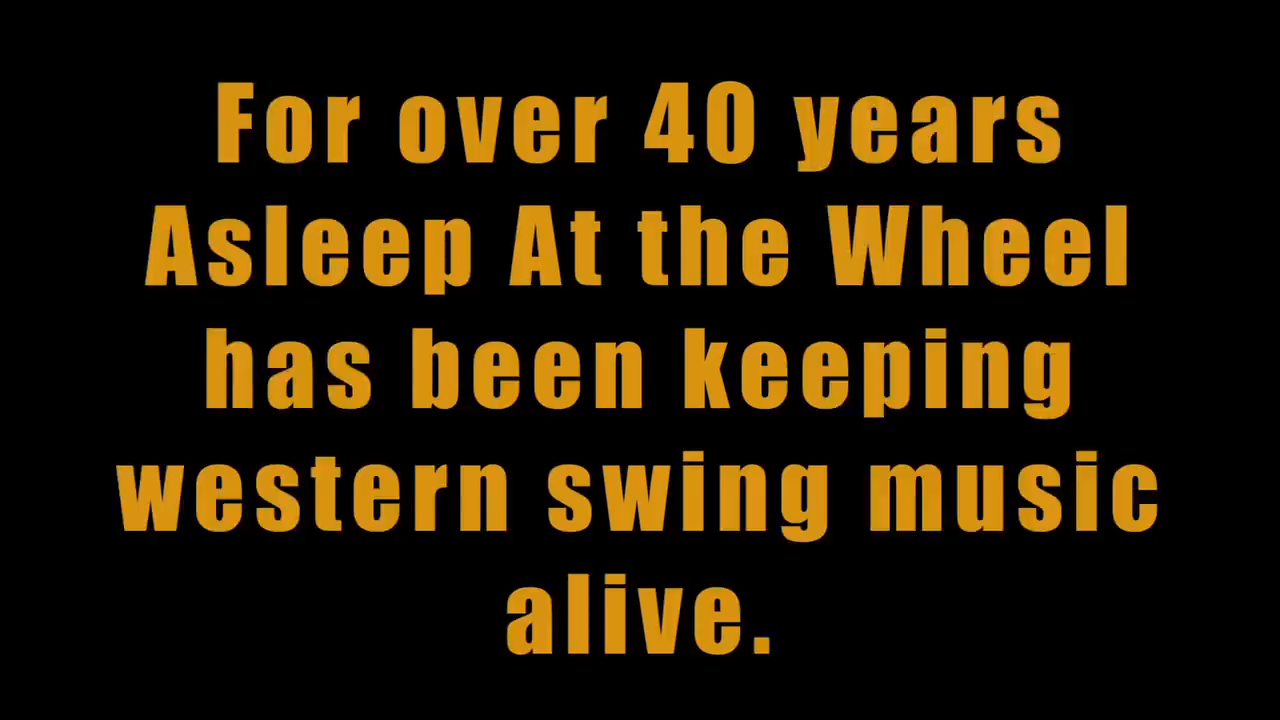 For over 40 years
Asleep At the Wheel
has been keeping
western swing music
alive.